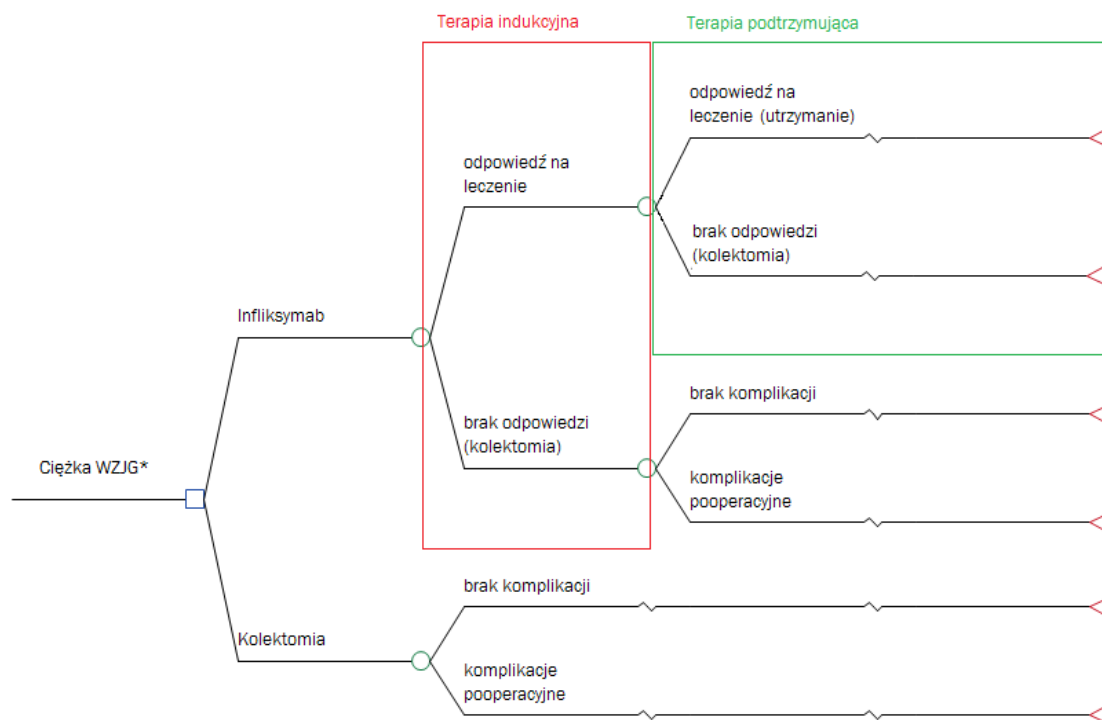 Terapia indukcyjna
Terapia podtrzymująca
odpowiedź na
leczenie (utrzymanie)
odpowiedź na
leczenie
brak odpowiedzi
(kolektomia)
Infliksymab
brak komplikacji
brak odpowiedzi
(kolektomia)
Ciężka WZJG*
komplikacje
pooperacyjne
brak komplikacji
Kolektomia
komplikacje
pooperacyjne